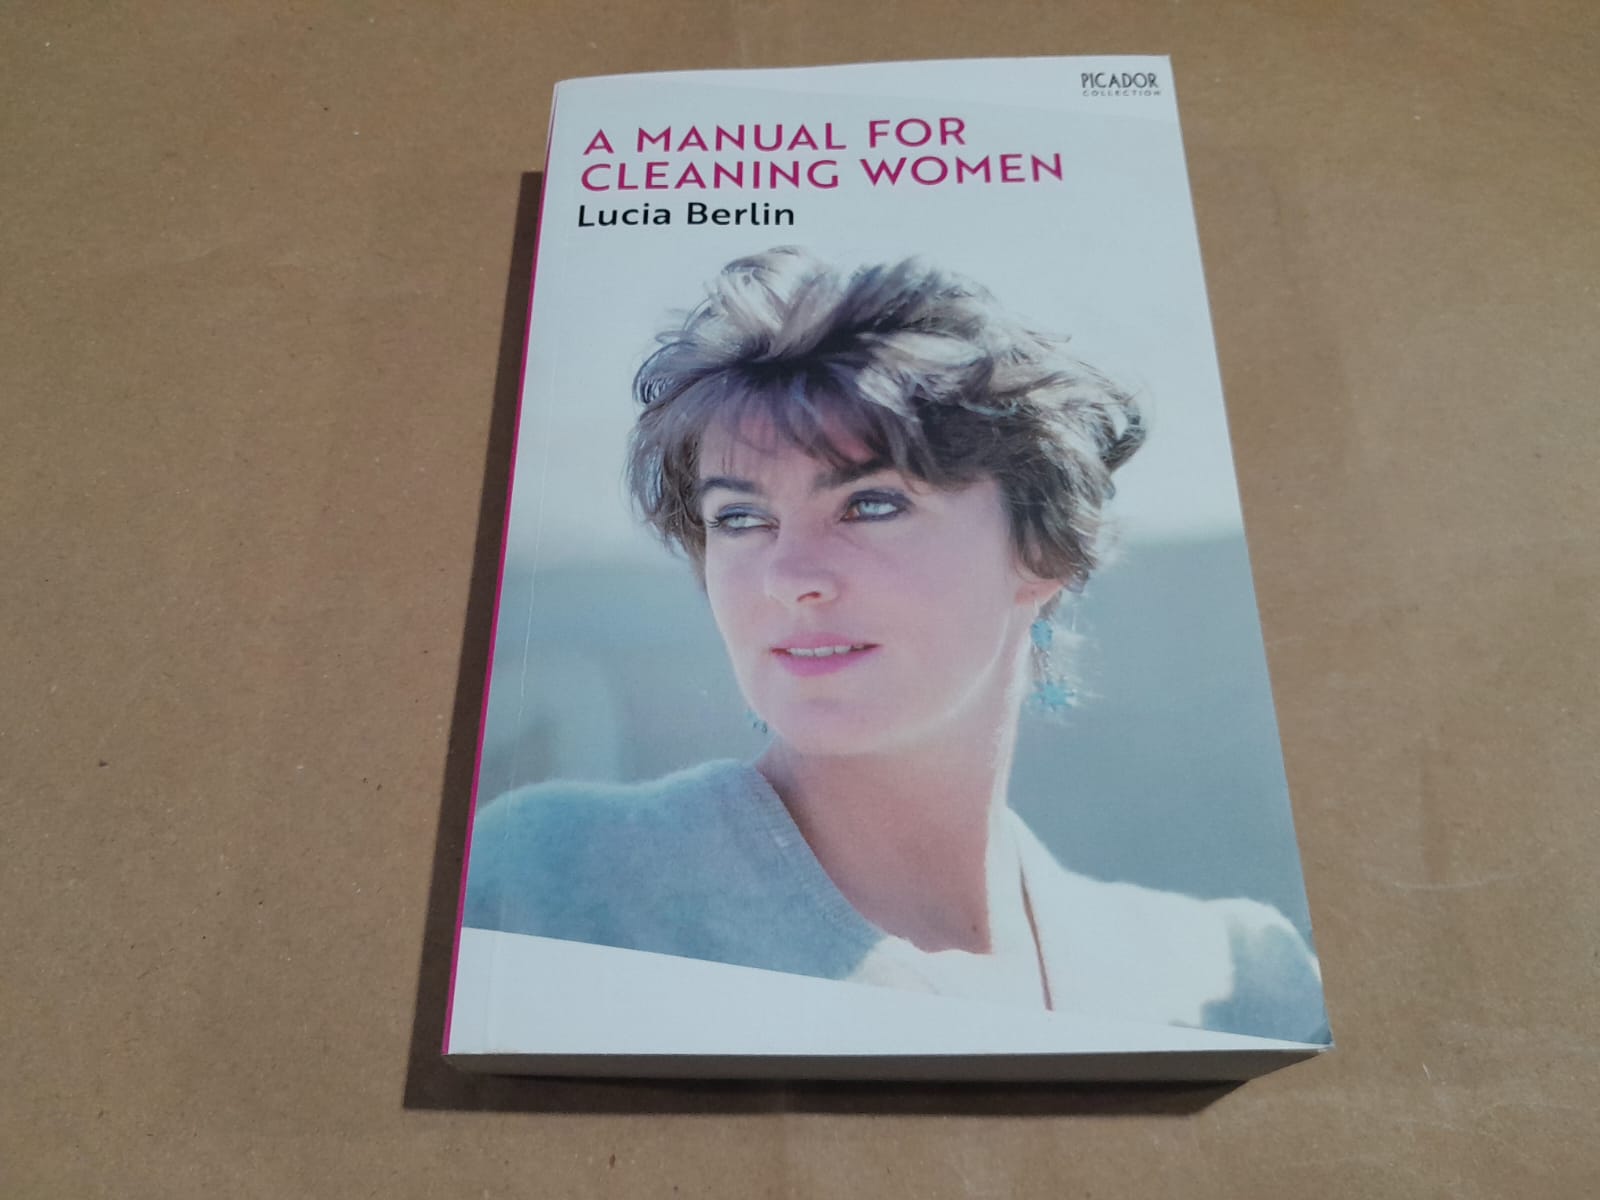 PICADOR
COLLECTION
A MANUAL FOR
CLEANING WOMEN
Lucia Berlin